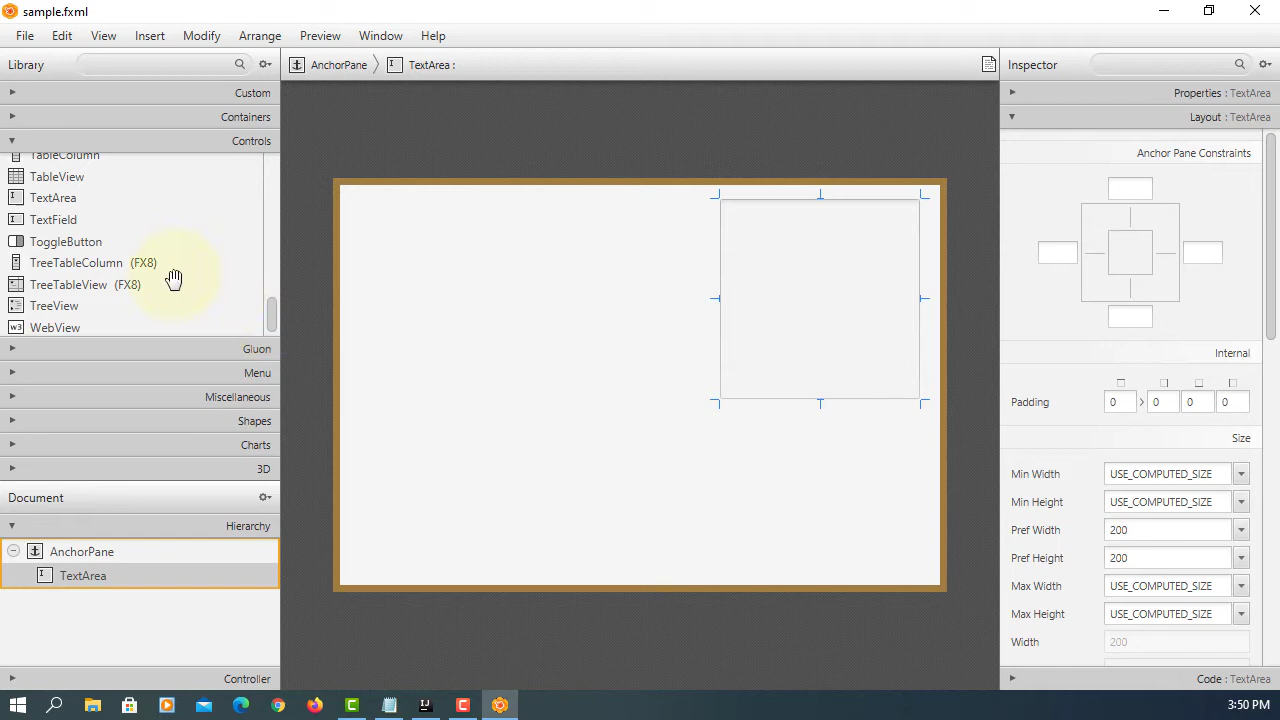 sample.fxml
File Edit View Insert Modify Arrange Preview Window Help
Library
AnchorPane TextArea :
Inspector
Custom
Containers
Controls
TableColumn
TableView
TextArea
TextField
ToggleButton
TreeTableColumn (FX8)
TreeTableView (FX8)
TreeView
w3 WebView
Gluon
Menu
Miscellaneous
Shapes
Charts
3D
Document
Hierarchy
AnchorPane
TextArea
Controller
Properties : TextArea
Layout : TextArea
Anchor Pane Constraints
Internal
Padding 0 0 0 0
Size
Min Width USE_COMPUTED_SIZE
Min Height USE_COMPUTED_SIZE
Pref Width 200
Pref Height 200
Max Width USE_COMPUTED_SIZE
Max Height USE_COMPUTED_SIZE
Width 200
Code : TextArea
3:50 PM